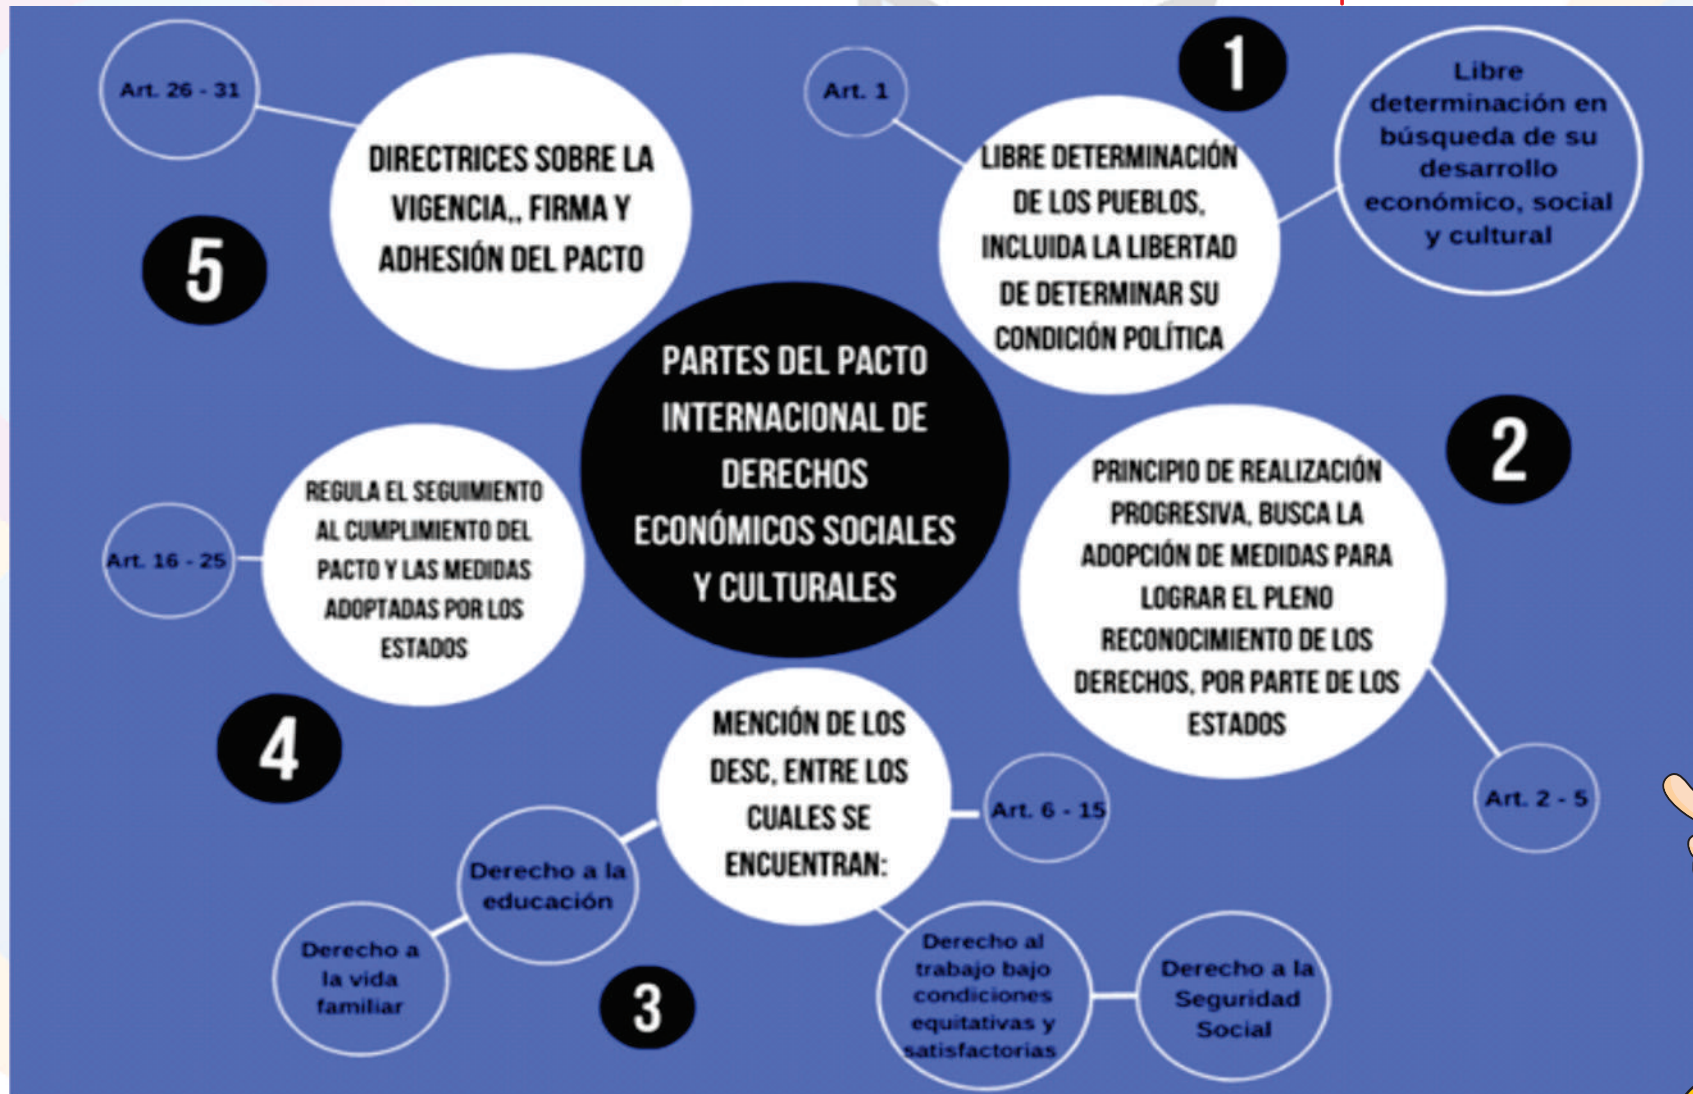 PARTES DEL PACTO
INTERNACIONAL DE
DERECHOS
ECONÓMICOS SOCIALES
Y CULTURALES
1
Art. 1
LIBRE DETERMINACIÓN
DE LOS PUEBLOS,
INCLUIDA LA LIBERTAD
DE DETERMINAR SU
CONDICIÓN POLÍTICA
Libre
determinación en
búsqueda de su
desarrollo
económico, social
y cultural
2
PRINCIPIO DE REALIZACIÓN
PROGRESIVA, BUSCA LA
ADOPCIÓN DE MEDIDAS PARA
LOGRAR EL PLENO
RECONOCIMIENTO DE LOS
DERECHOS, POR PARTE DE LOS
ESTADOS
Art. 2 - 5
3
MENCIÓN DE LOS
DESC, ENTRE LOS
CUALES SE
ENCUENTRAN:
Art. 6 - 15
Derecho a la
educación
Derecho a
la vida
familiar
Derecho al
trabajo bajo
condiciones
equitativas y
satisfactorias
Derecho a la
Seguridad
Social
4
REGULA EL SEGUIMIENTO
AL CUMPLIMIENTO DEL
PACTO Y LAS MEDIDAS
ADOPTADAS POR LOS
ESTADOS
Art. 16 - 25
5
DIRECTRICES SOBRE LA
VIGENCIA,, FIRMA Y
ADHESIÓN DEL PACTO
Art. 26 - 31